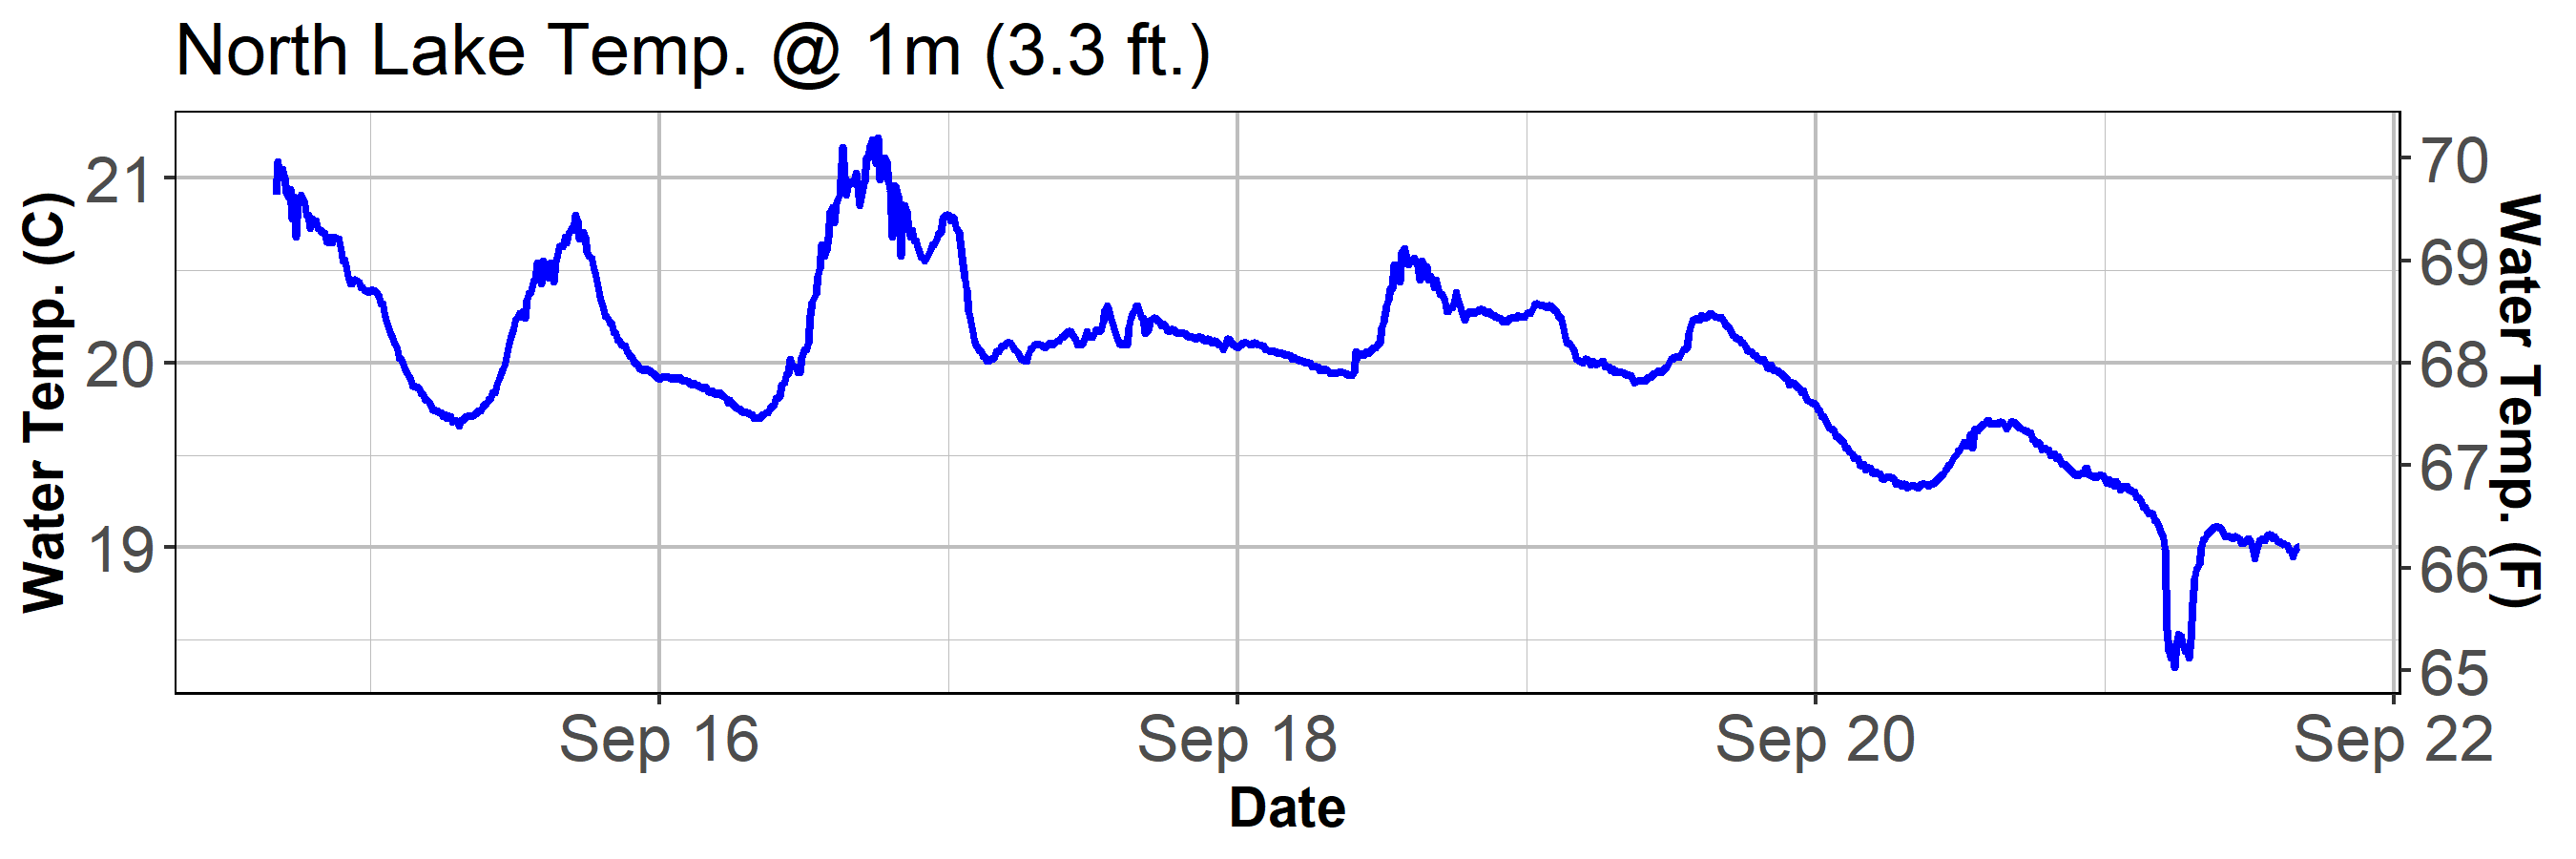 North Lake Temp. @ 1m (3.3 ft.)
Water Temp. (C)
21
20
19
70
69
68
67
66
65
Water Temp. (F)
Sep 16
Sep 18
Sep 20
Sep 22
Date